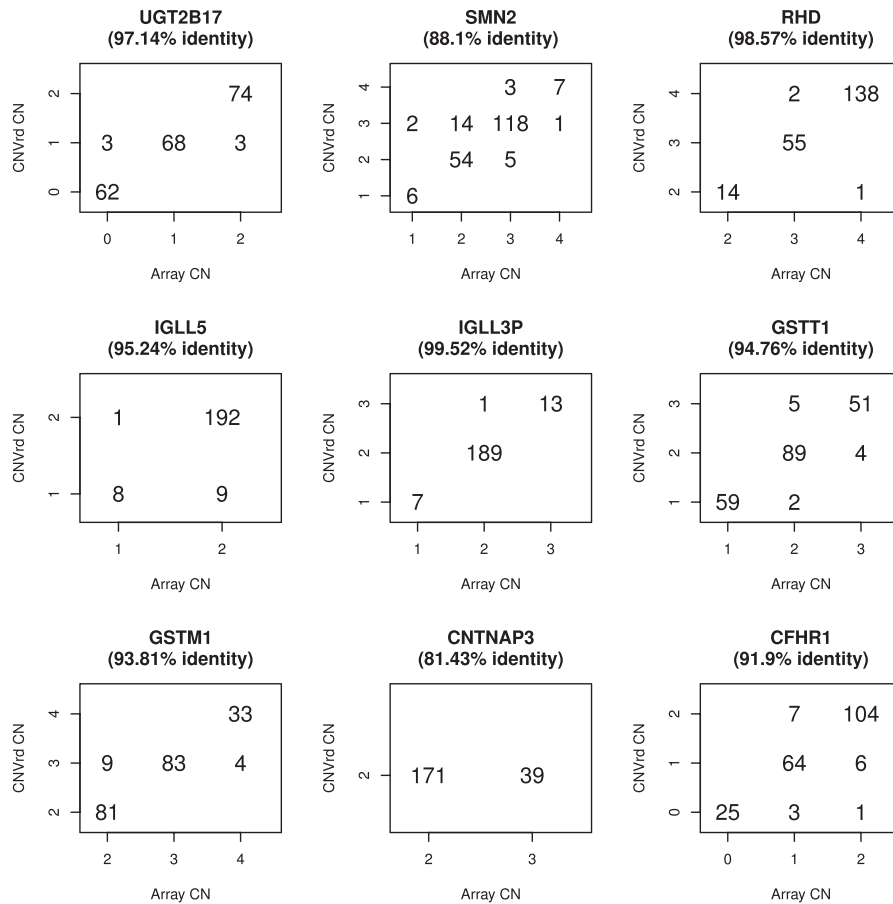 UGT2B17
(97.14% identity)
CNVrd CN
2
74
1
3 68 3
0
62
0 1 2
Array CN
SMN2
(88.1% identity)
CNVrd CN
4
3 7
3
2 14 118 1
2
54 5
1
6
1 2 3 4
Array CN
RHD
(98.57% identity)
CNVrd CN
4
2 138
3
55
2
14 1
2 3 4
Array CN
IGLL5
(95.24% identity)
CNVrd CN
2
1 192
1
8 9
1 2
Array CN
IGLL3P
(99.52% identity)
CNVrd CN
3
1 13
2
189
1
7
1 2 3
Array CN
GSTT1
(94.76% identity)
CNVrd CN
3
5 51
2
89 4
1
59 2
1 2 3
Array CN
GSTM1
(93.81% identity)
CNVrd CN
4
33
3
9 83 4
2
81
2 3 4
Array CN
CNTNAP3
(81.43% identity)
CNVrd CN
2
171 39
2 3
Array CN
CFHR1
(91.9% identity)
CNVrd CN
2
7 104
1
64 6
0
25 3 1
0 1 2
Array CN